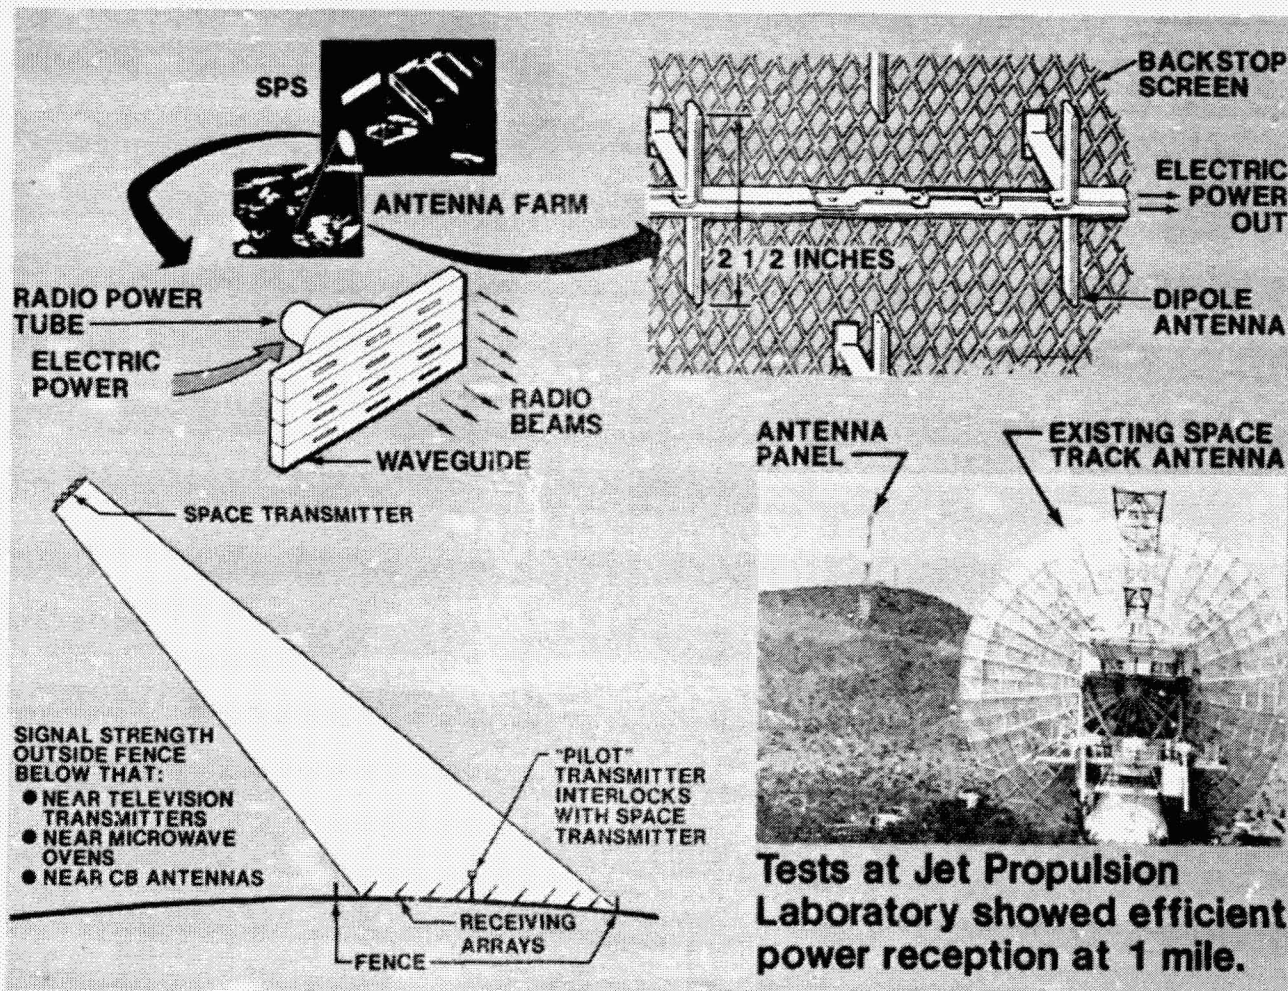 SPS
ANTENNA FARM
RADIO POWER
TUBE
ELECTRIC
POWER
RADIO
BEAMS
WAVEGUIDE
BACKSTOP
SCREEN
ELECTRIC
POWER
OUT
2 1/2 INCHES
DIPOLE
ANTENNA
SPACE TRANSMITTER
SIGNAL STRENGTH
OUTSIDE FENCE
BELOW THAT:
● NEAR TELEVISION
TRANSMITTERS
● NEAR MICROWAVE
OVENS
● NEAR CB ANTENNAS
"PILOT"
TRANSMITTER
INTERLOCKS
WITH SPACE
TRANSMITTER
RECEIVING
ARRAYS
FENCE
ANTENNA
PANEL
EXISTING SPACE
TRACK ANTENNA
Tests at Jet Propulsion
Laboratory showed efficient
power reception at 1 mile.